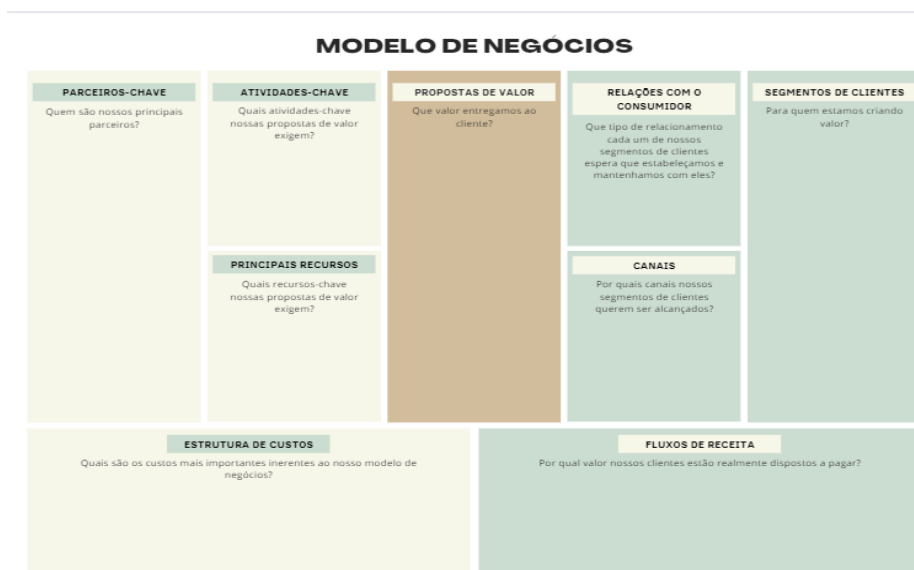 MODELO DE NEGÓCIOS
PARCEIROS-CHAVE
Quem são nossos principais
parceiros?
ATIVIDADES-CHAVE
Quais atividades-chave
nossas propostas de valor
exigem?
PRINCIPAIS RECURSOS
Quais recursos-chave
nossas propostas de valor
exigem?
PROPOSTAS DE VALOR
Que valor entregamos ao
cliente?
RELAÇÕES COM O
CONSUMIDOR
Que tipo de relacionamento
cada um de nossos
segmentos de clientes
espera que estabeleçamos e
mantenhamos com eles?
CANAIS
Por quais canais nossos
segmentos de clientes
querem ser alcançados?
SEGMENTOS DE CLIENTES
Para quem estamos criando
valor?
ESTRUTURA DE CUSTOS
Quais são os custos mais importantes inerentes ao nosso modelo de
negócios?
FLUXOS DE RECEITA
Por qual valor nossos clientes estão realmente dispostos a pagar?